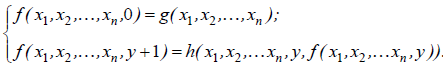 f(x₁,x₂,...,xₙ,0)=g(x₁,x₂,...,xₙ);
f(x₁,x₂,...,xₙ,y+1)=h(x₁,x₂,...xₙ,y,f(x₁,x₂,...xₙ,y)).